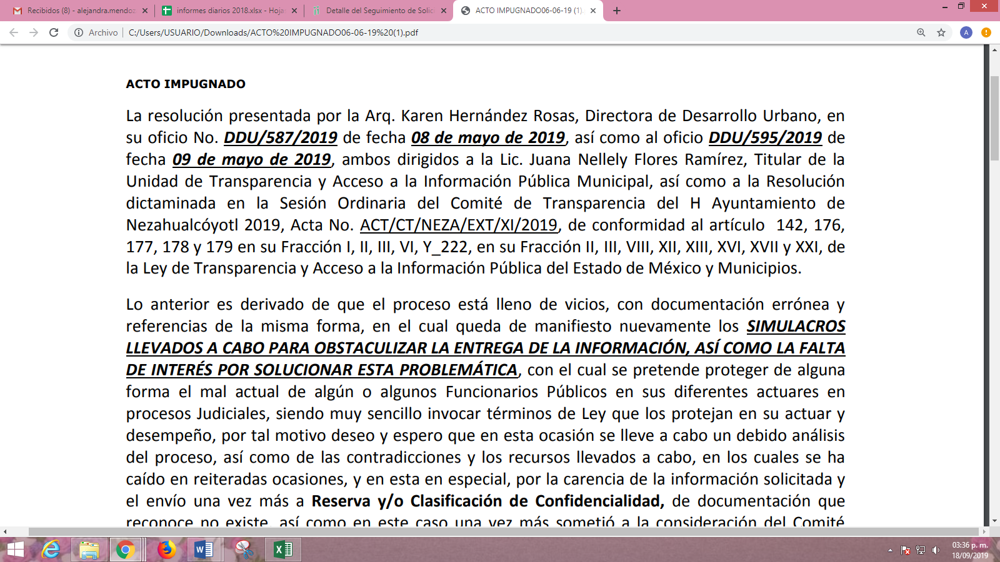 Recibidos (8) - alejandra.mendoz
informes diarios 2018.xlsx - Hoja
Detalle del Seguimiento de Solic
ACTO IMPUGNADO06-06-19 (1)
Archivo
C:/Users/USUARIO/Downloads/ACTO%20IMPUGNADO06-06-19%20(1).pdf
A
ACTO IMPUGNADO
La resolución presentada por la Arq. Karen Hernández Rosas, Directora de Desarrollo Urbano, en
su oficio No. DDU/587/2019 de fecha 08 de mayo de 2019, así como al oficio DDU/595/2019 de
fecha 09 de mayo de 2019, ambos dirigidos a la Lic. Juana Nellely Flores Ramírez, Titular de la
Unidad de Transparencia y Acceso a la Información Pública Municipal, así como a la Resolución
dictaminada en la Sesión Ordinaria del Comité de Transparencia del H Ayuntamiento de
Nezahualcóyotl 2019, Acta No. ACT/CT/NEZA/EXT/XI/2019, de conformidad al artículo 142, 176,
177, 178 y 179 en su Fracción I, II, III, VI, Y_222, en su Fracción II, III, VIII, XII, XIII, XVI, XVII y XXI, de
la Ley de Transparencia y Acceso a la Información Pública del Estado de México y Municipios.
Lo anterior es derivado de que el proceso está lleno de vicios, con documentación errónea y
referencias de la misma forma, en el cual queda de manifiesto nuevamente los SIMULACROS
LLEVADOS A CABO PARA OBSTACULIZAR LA ENTREGA DE LA INFORMACIÓN, ASÍ COMO LA FALTA
DE INTERÉS POR SOLUCIONAR ESTA PROBLEMÁTICA, con el cual se pretende proteger de alguna
forma el mal actual de algún o algunos Funcionarios Públicos en sus diferentes actuares en
procesos Judiciales, siendo muy sencillo invocar términos de Ley que los protejan en su actuar y
desempeño, por tal motivo deseo y espero que en esta ocasión se lleve a cabo un debido análisis
del proceso, así como de las contradicciones y los recursos llevados a cabo, en los cuales se ha
caído en reiteradas ocasiones, y en esta en especial, por la carencia de la información solicitada y
el envío una vez más a Reserva y/o Clasificación de Confidencialidad, de documentación que
reconoce no existe, así como en este caso una vez más sometió a la consideración del Comité
03:36 p. m.
18/09/2019